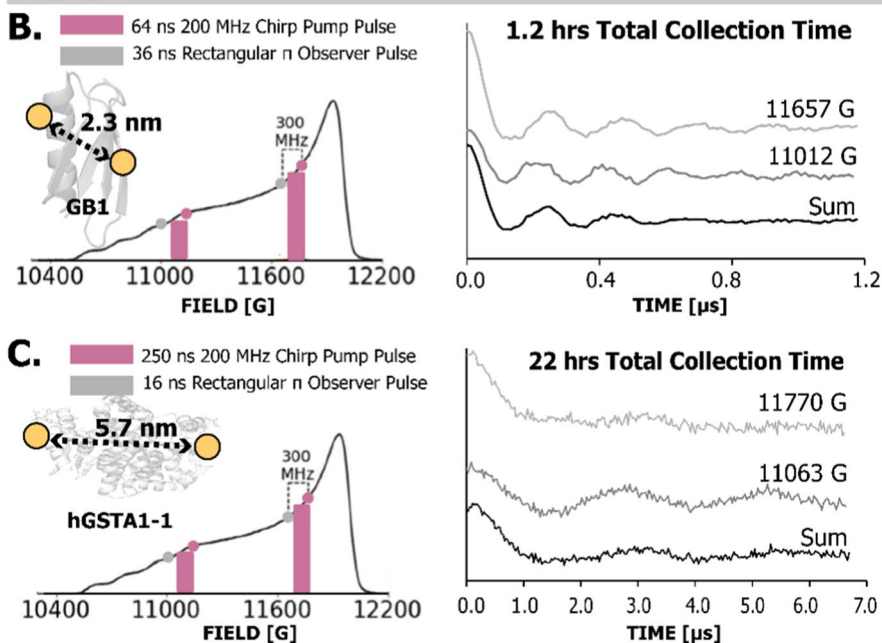 B.
64 ns 200 MHz Chirp Pump Pulse
36 ns Rectangular π Observer Pulse
2.3 nm
GB1
300
MHz
10400 11000 11600 12200
FIELD [G]
1.2 hrs Total Collection Time
11657 G
11012 G
Sum
0.0 0.4 0.8 1.2
TIME [µs]
C.
250 ns 200 MHz Chirp Pump Pulse
16 ns Rectangular π Observer Pulse
5.7 nm
hGSTA1-1
300
MHz
10400 11000 11600 12200
FIELD [G]
22 hrs Total Collection Time
11770 G
11063 G
Sum
0.0 1.0 2.0 3.0 4.0 5.0 6.0 7.0
TIME [µs]